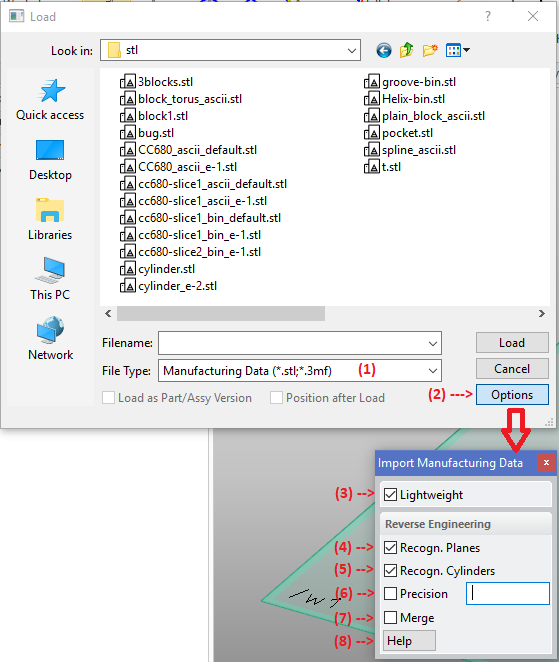 Load
? ✕
Look in: stl
Quick access
Desktop
Libraries
This PC
Network
3blocks.stl
block_torus_ascii.stl
block1.stl
bug.stl
CC680_ascii_default.stl
CC680_ascii_e-1.stl
cc680-slice1_ascii_default.stl
cc680-slice1_ascii_e-1.stl
cc680-slice1_bin_default.stl
cc680-slice1_bin_e-1.stl
cc680-slice2_bin_e-1.stl
cylinder.stl
cylinder_e-2.stl
groove-bin.stl
Helix-bin.stl
plain_block_ascii.stl
pocket.stl
spline_ascii.stl
t.stl
Filename:
Load
File Type: Manufacturing Data (*.stl;*.3mf) (1)
Cancel
Load as Part/Assy Version Position after Load
(2) ---> Options
Import Manufacturing Data x
(3) --> Lightweight
Reverse Engineering
(4) --> Recogn. Planes
(5) --> Recogn. Cylinders
(6) --> Precision
(7) --> Merge
(8) --> Help